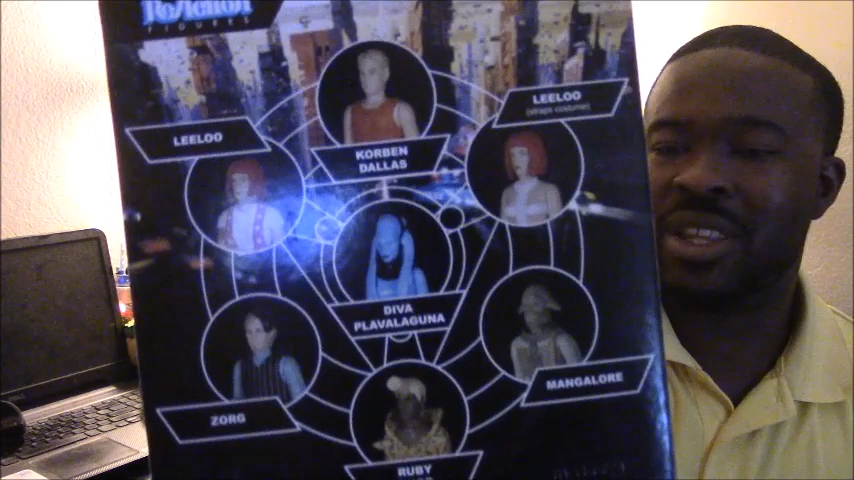 ReAction
FIGURES
LEELOO
KORBEN
DALLAS
LEELOO
(straps costume)
DIVA
PLAVALAGUNA
ZORG
MANGALORE
RUBY